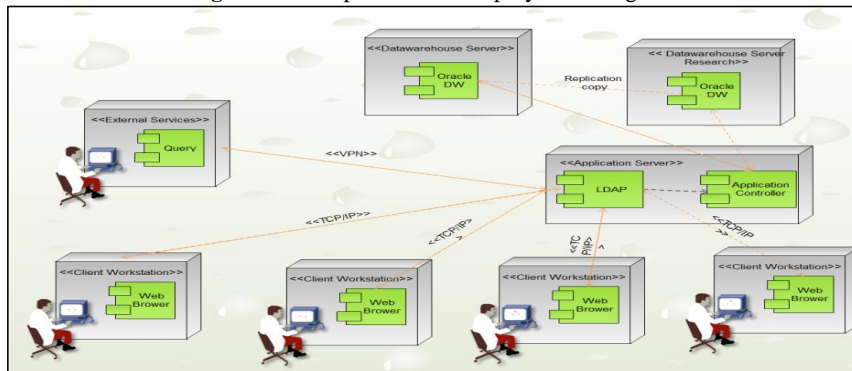 <<Datawarehouse Server>>
Oracle
DW
<< Datawarehouse Server
Research>>
Oracle
DW
Replication
copy
<<External Services>>
Query
<<VPN>>
<<Application Server>>
LDAP
Application
Controller
<<TCP/IP>>
<<TCP/IP>
>
<<TC
P/IP>
>
<<TCP/IP
>>
<<Client Workstation>>
Web
Brower
<<Client Workstation>>
Web
Brower
<<Client Workstation>>
Web
Brower
<<Client Workstation>>
Web
Brower